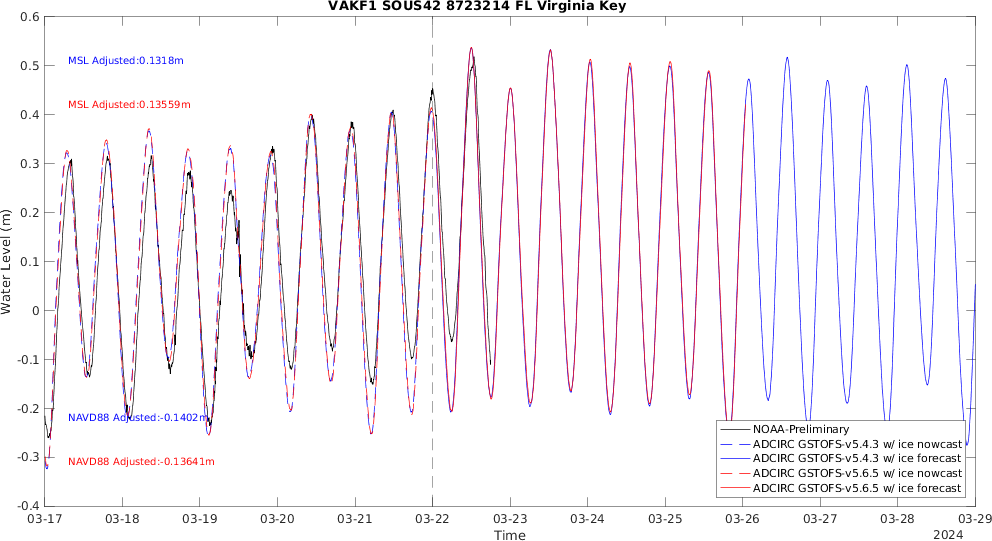 VAKF1 SOUS42 8723214 FL Virginia Key
0.6
0.5
0.4
0.3
0.2
0.1
0
-0.1
-0.2
-0.3
-0.4
Water Level (m)
MSL Adjusted:0.1318m
MSL Adjusted:0.13559m
NAVD88 Adjusted:-0.1402m
NAVD88 Adjusted:-0.13641m
NOAA-Preliminary
ADCIRC GSTOFS-v5.4.3 w/ ice nowcast
ADCIRC GSTOFS-v5.4.3 w/ ice forecast
ADCIRC GSTOFS-v5.6.5 w/ ice nowcast
ADCIRC GSTOFS-v5.6.5 w/ ice forecast
03-17 03-18 03-19 03-20 03-21 03-22 03-23 03-24 03-25 03-26 03-27 03-28 03-29
Time
2024